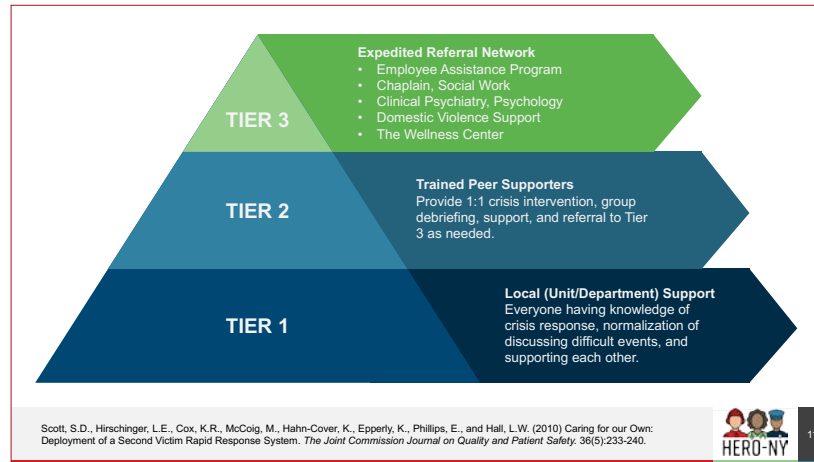 Expedited Referral Network
• Employee Assistance Program
• Chaplain, Social Work
• Clinical Psychiatry, Psychology
• Domestic Violence Support
• The Wellness Center
TIER 3
Trained Peer Supporters
Provide 1:1 crisis intervention, group
debriefing, support, and referral to Tier
3 as needed.
TIER 2
Local (Unit/Department) Support
Everyone having knowledge of
crisis response, normalization of
discussing difficult events, and
supporting each other.
TIER 1
Scott, S.D., Hirschinger, L.E., Cox, K.R., McCoig, M., Hahn-Cover, K., Epperly, K., Phillips, E., and Hall, L.W. (2010) Caring for our Own:
Deployment of a Second Victim Rapid Response System. The Joint Commission Journal on Quality and Patient Safety. 36(5):233-240.
HERO-NY